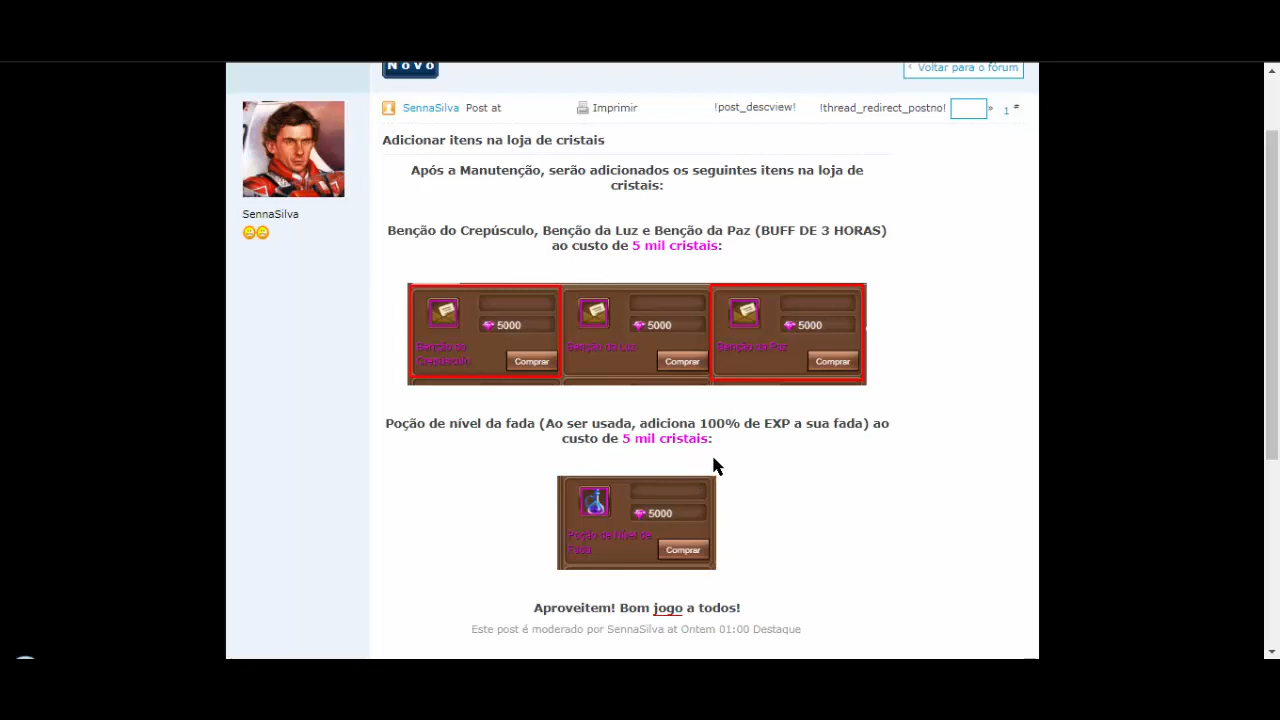 Novo
‹ Voltar para o fórum
SennaSilva Post at Imprimir !post_descview! !thread_redirect_postno! » 1 #
Adicionar itens na loja de cristais
Após a Manutenção, serão adicionados os seguintes itens na loja de
cristais:
SennaSilva
Benção do Crepúsculo, Benção da Luz e Benção da Paz (BUFF DE 3 HORAS)
ao custo de 5 mil cristais:
5000 5000 5000
Benção do Benção da Luz Benção da Paz
Crepúsculo Comprar Comprar Comprar
Poção de nível da fada (Ao ser usada, adiciona 100% de EXP a sua fada) ao
custo de 5 mil cristais:
5000
Poção de Nível de
Fada Comprar
Aproveitem! Bom jogo a todos!
Este post é moderado por SennaSilva at Ontem 01:00 Destaque